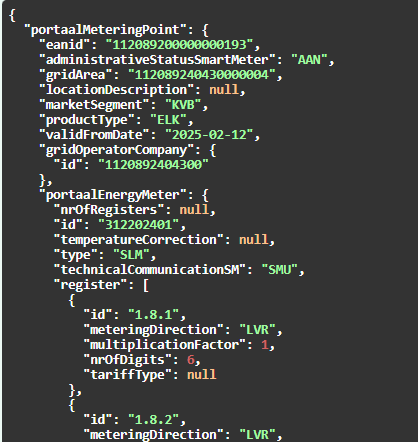 {
"portaalMeteringPoint": {
"eanid": "112089200000000193",
"administrativeStatusSmartMeter": "AAN",
"gridArea": "112089240430000004",
"locationDescription": null,
"marketSegment": "KVB",
"productType": "ELK",
"validFromDate": "2025-02-12",
"gridOperatorCompany": {
"id": "1120892404300"
},
"portaalEnergyMeter": {
"nrOfRegisters": null,
"id": "312202401",
"temperatureCorrection": null,
"type": "SLM",
"technicalCommunicationSM": "SMU",
"register": [
{
"id": "1.8.1",
"meteringDirection": "LVR",
"multiplicationFactor": 1,
"nrOfDigits": 6,
"tariffType": null
},
{
"id": "1.8.2",
"meteringDirection": "LVR",